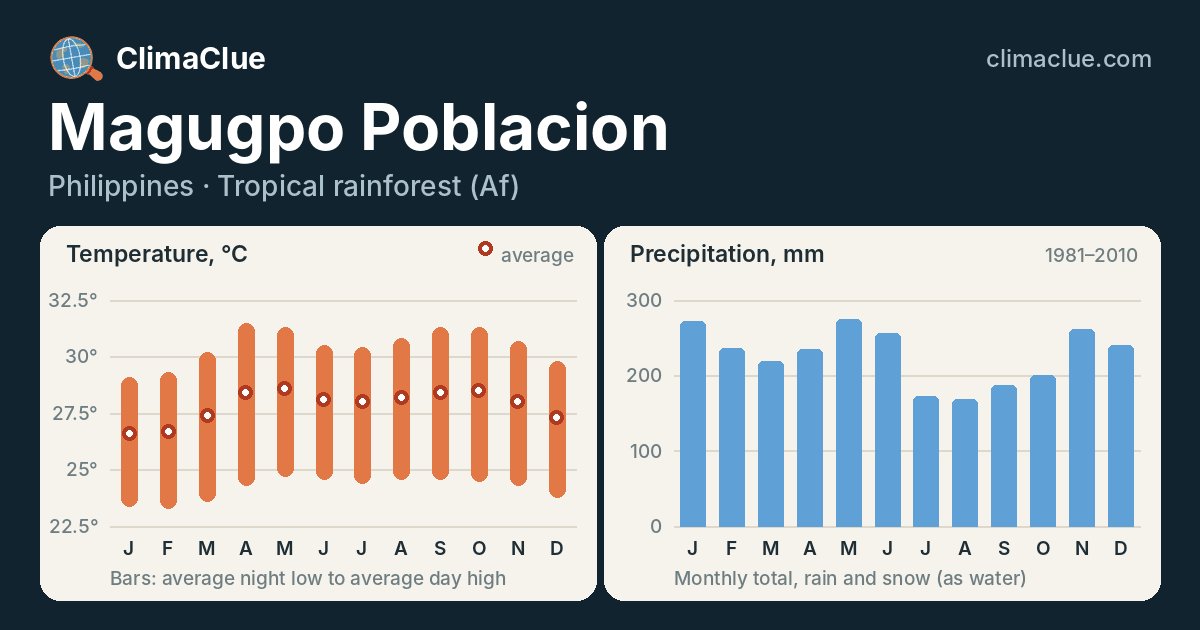 ClimaClue
climaclue.com
Magugpo Poblacion
Philippines · Tropical rainforest (Af)
Temperature, °C
average
32.5°
30°
27.5°
25°
22.5°
J F M A M J J A S O N D
Bars: average night low to average day high
Precipitation, mm
1981–2010
300
200
100
0
J F M A M J J A S O N D
Monthly total, rain and snow (as water)